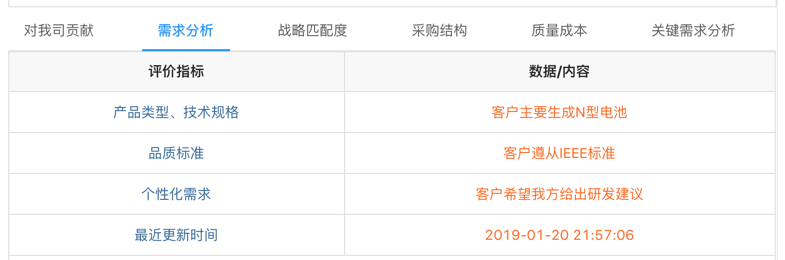 对我司贡献 需求分析 战略匹配度 采购结构 质量成本 关键需求分析
评价指标 数据/内容
产品类型、技术规格 客户主要生成N型电池
品质标准 客户遵从IEEE标准
个性化需求 客户希望我方给出研发建议
最近更新时间 2019-01-20 21:57:06